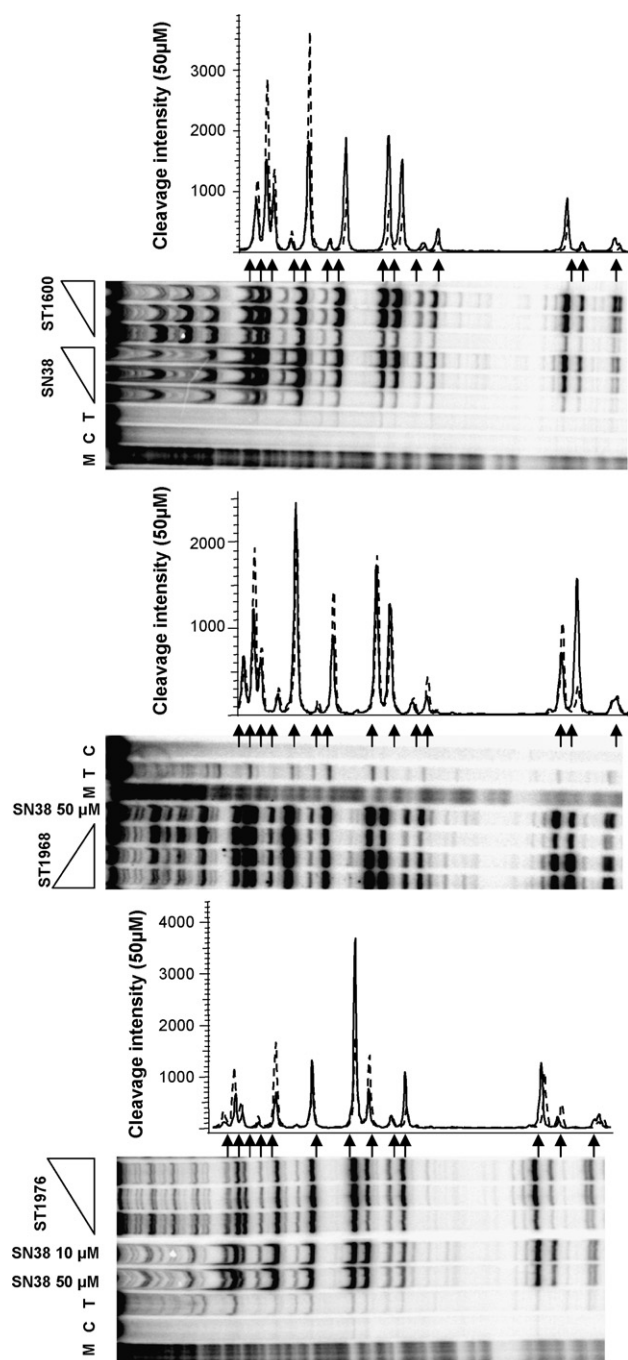 Cleavage intensity (50µM)
3000
2000
1000
ST1600
SN38
M C T
Cleavage intensity (50µM)
2000
1000
M T C
SN38 50 µM
ST1968
Cleavage intensity (50µM)
4000
3000
2000
1000
ST1976
SN38 10 µM
SN38 50 µM
M C T